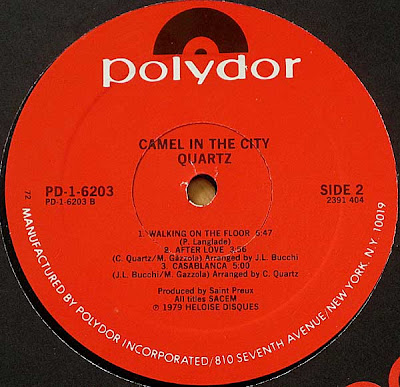 polydor
CAMEL IN THE CITY
QUARTZ
PD-1-6203
PD-1-6203 B
SIDE 2
2391 404
1. WALKING ON THE FLOOR 6:47
(P. Langlade)
2. AFTER LOVE 3:56
(C. Quartz/M. Gazzola) Arranged by J.L. Bucchi
3. CASABLANCA 5:00
(J.L. Bucchi/M. Gazzola) Arranged by C. Quartz
Produced by Saint Preux
All titles SACEM
℗ 1979 HELOISE DISQUES
72
MANUFACTURED BY POLYDOR INCORPORATED/810 SEVENTH AVENUE/NEW YORK, N.Y. 10019